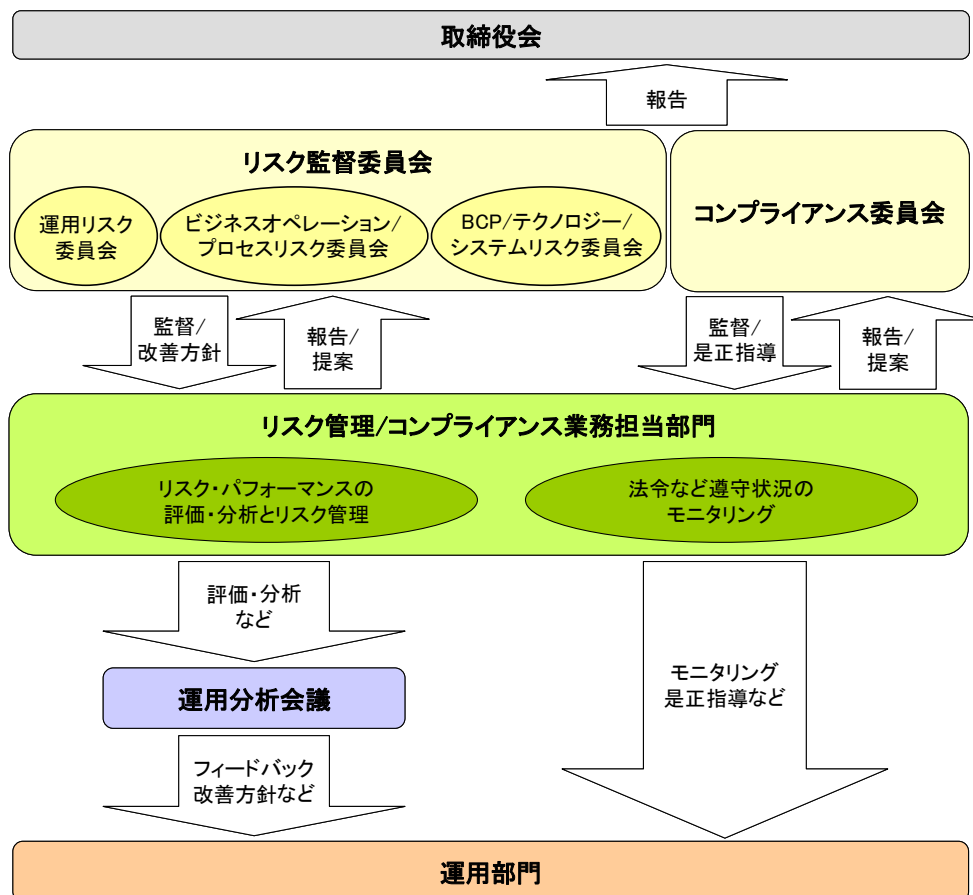 取締役会
報告
リスク監督委員会
運用リスク
委員会
ビジネスオペレーション/
プロセスリスク委員会
BCP/テクノロジー/
システムリスク委員会
コンプライアンス委員会
監督/
改善方針
報告/
提案
監督/
是正指導
報告/
提案
リスク管理/コンプライアンス業務担当部門
リスク・パフォーマンスの
評価・分析とリスク管理
法令など遵守状況の
モニタリング
評価・分析
など
運用分析会議
モニタリング
是正指導など
フィードバック
改善方針など
運用部門